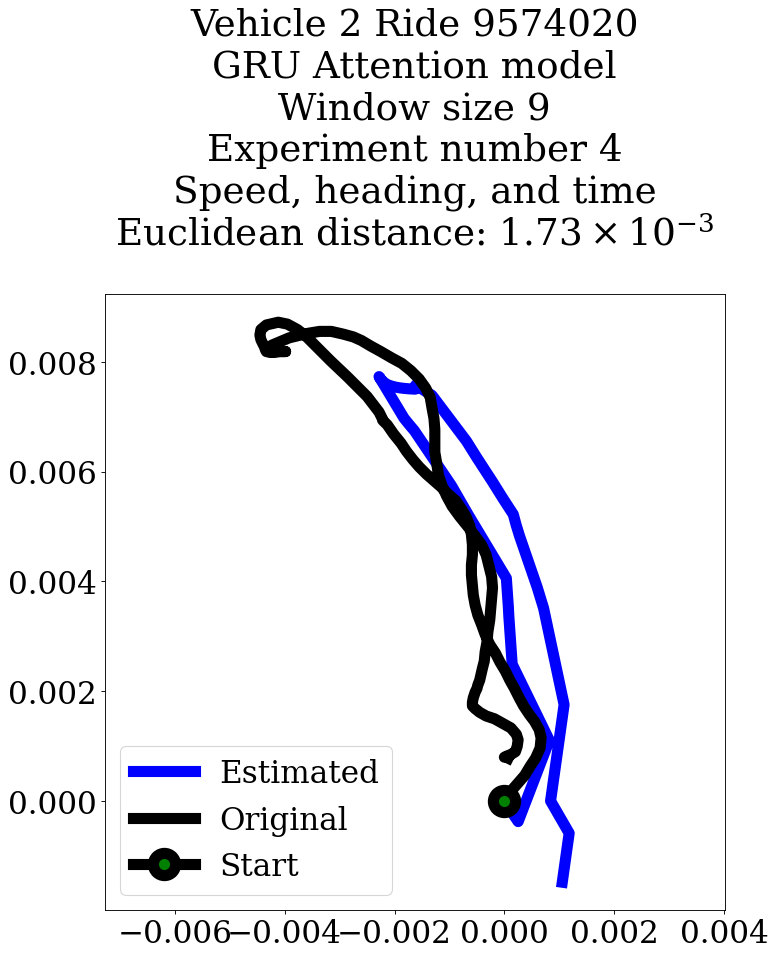 Vehicle 2 Ride 9574020
GRU Attention model
Window size 9
Experiment number 4
Speed, heading, and time
Euclidean distance: 1.73 × 10⁻³
0.008
0.006
0.004
0.002
0.000
Estimated
Original
Start
−0.006 −0.004 −0.002 0.000 0.002 0.004